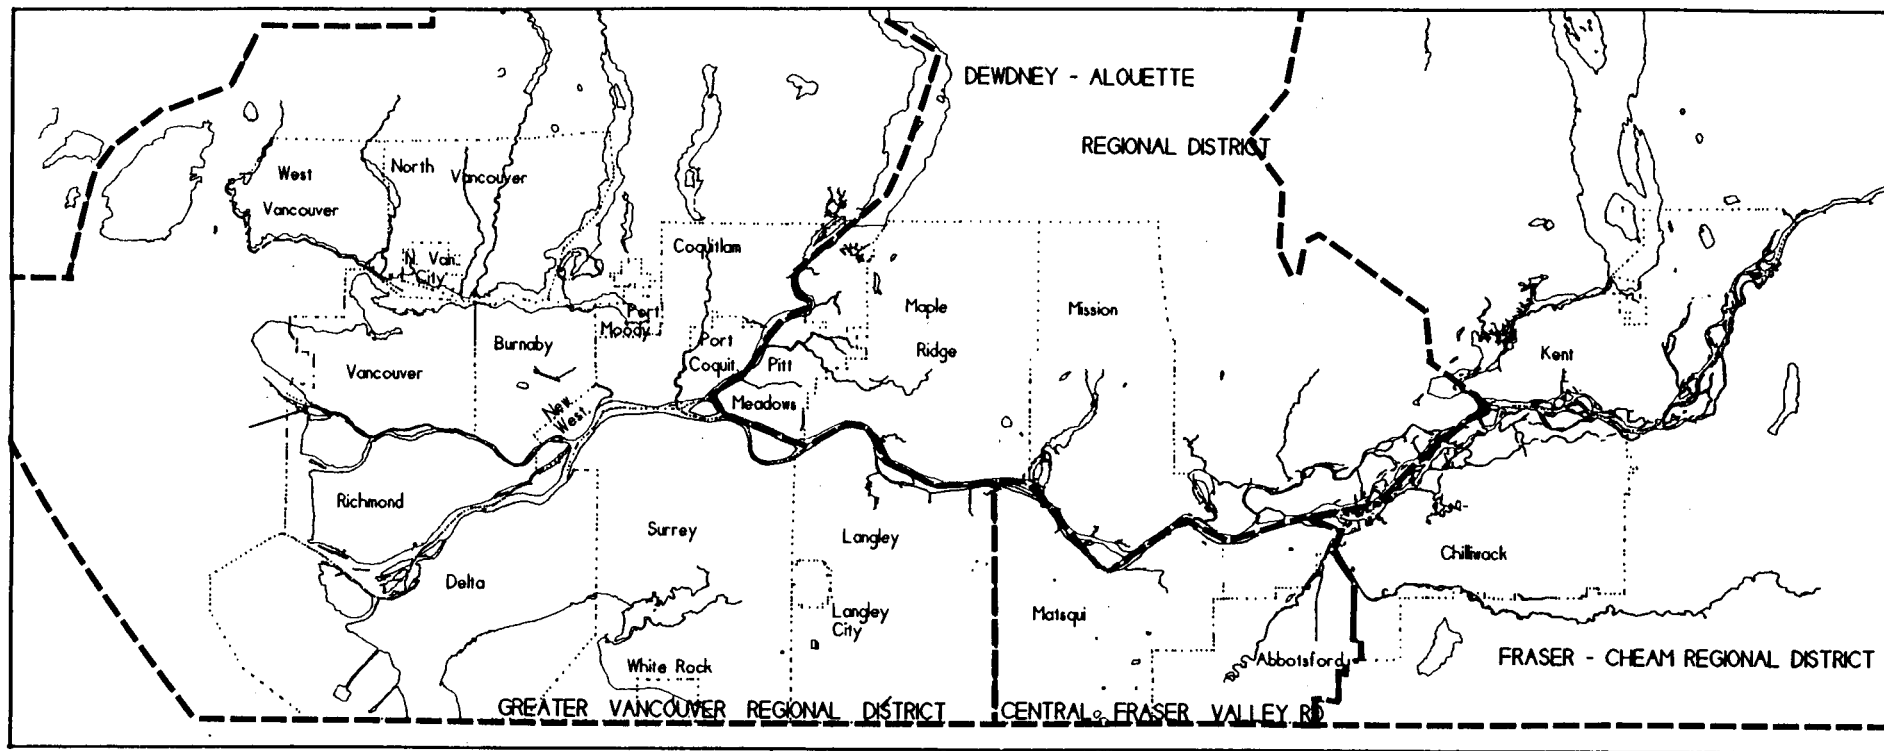 DEWDNEY - ALOUETTE
REGIONAL DISTRICT
West
Vancouver
North
Vancouver
N. Van.
City
Coquitlam
Port
Moody
Port
Coquit.
Pitt
Meadows
Maple
Ridge
Mission
Kent
Vancouver
Burnaby
New
West.
Richmond
Delta
Surrey
Langley
Langley
City
White Rock
Matsqui
Abbotsford
Chilliwack
FRASER - CHEAM REGIONAL DISTRICT
GREATER VANCOUVER REGIONAL DISTRICT
CENTRAL FRASER VALLEY RD